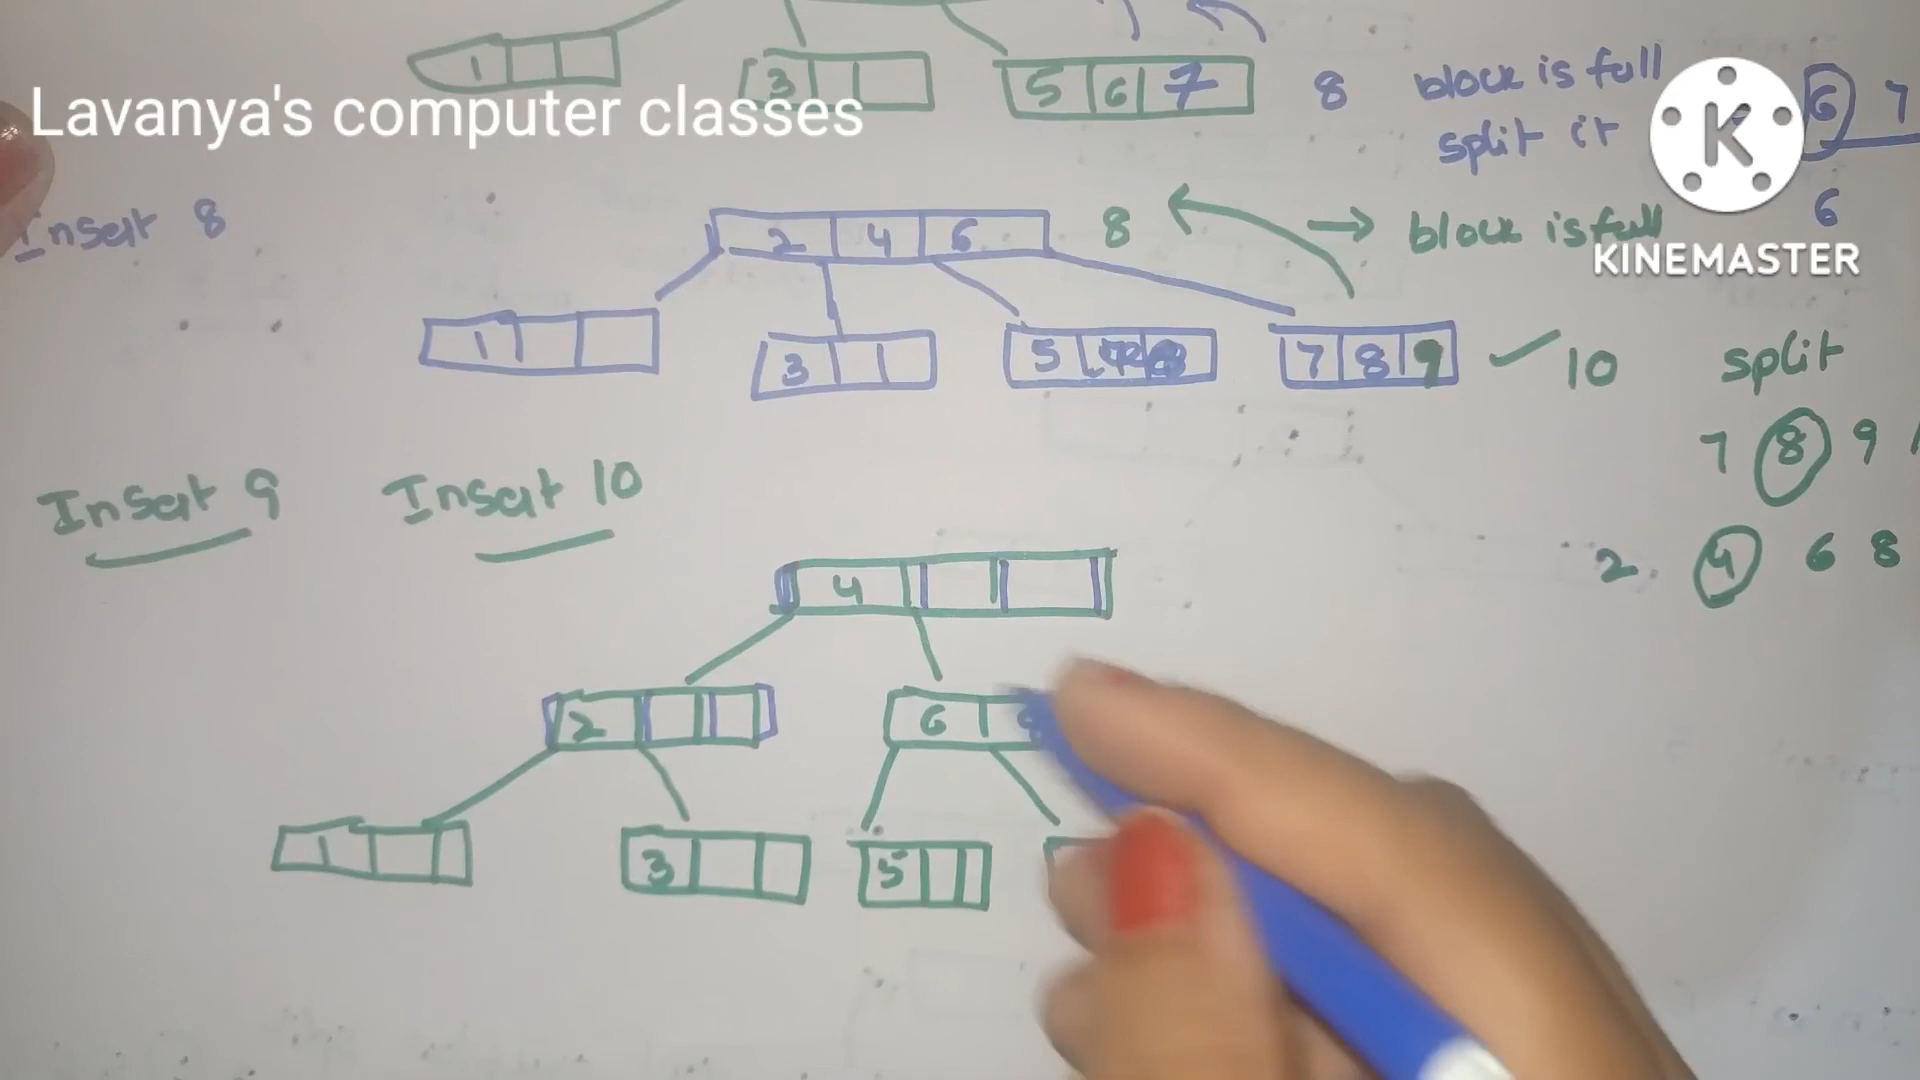 1
3
5 6 7 8 block is full 6 7
Lavanya's computer classes
split it
K
Insert 8
2 4 6 8 → block is full 6
KINEMASTER
1
3
5
7 8 9 ✓ 10 split
7 8 9
Insert 9 Insert 10
2 4 6 8
4
2
6
1
3
5